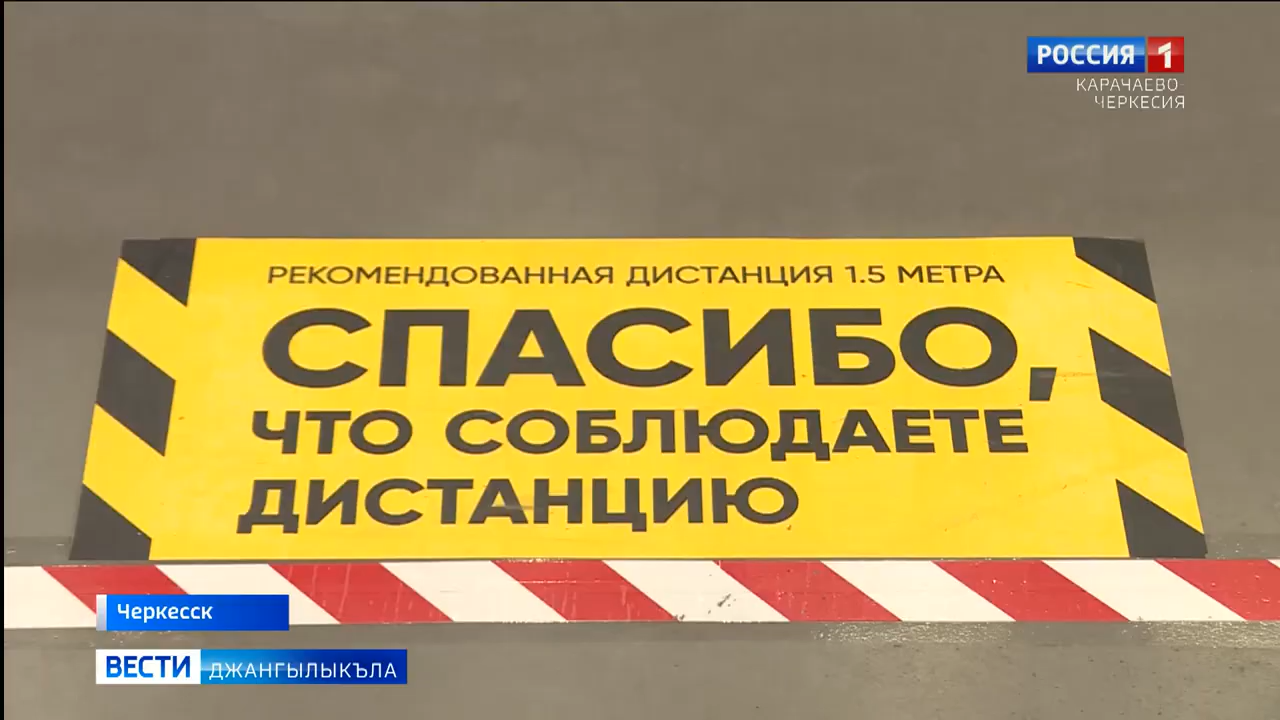 РОССИЯ 1
КАРАЧАЕВО-
ЧЕРКЕСИЯ
РЕКОМЕНДОВАННАЯ ДИСТАНЦИЯ 1.5 МЕТРА
СПАСИБО,
ЧТО СОБЛЮДАЕТЕ
ДИСТАНЦИЮ
Черкесск
ВЕСТИ ДЖАНГЫЛЫКЪЛА